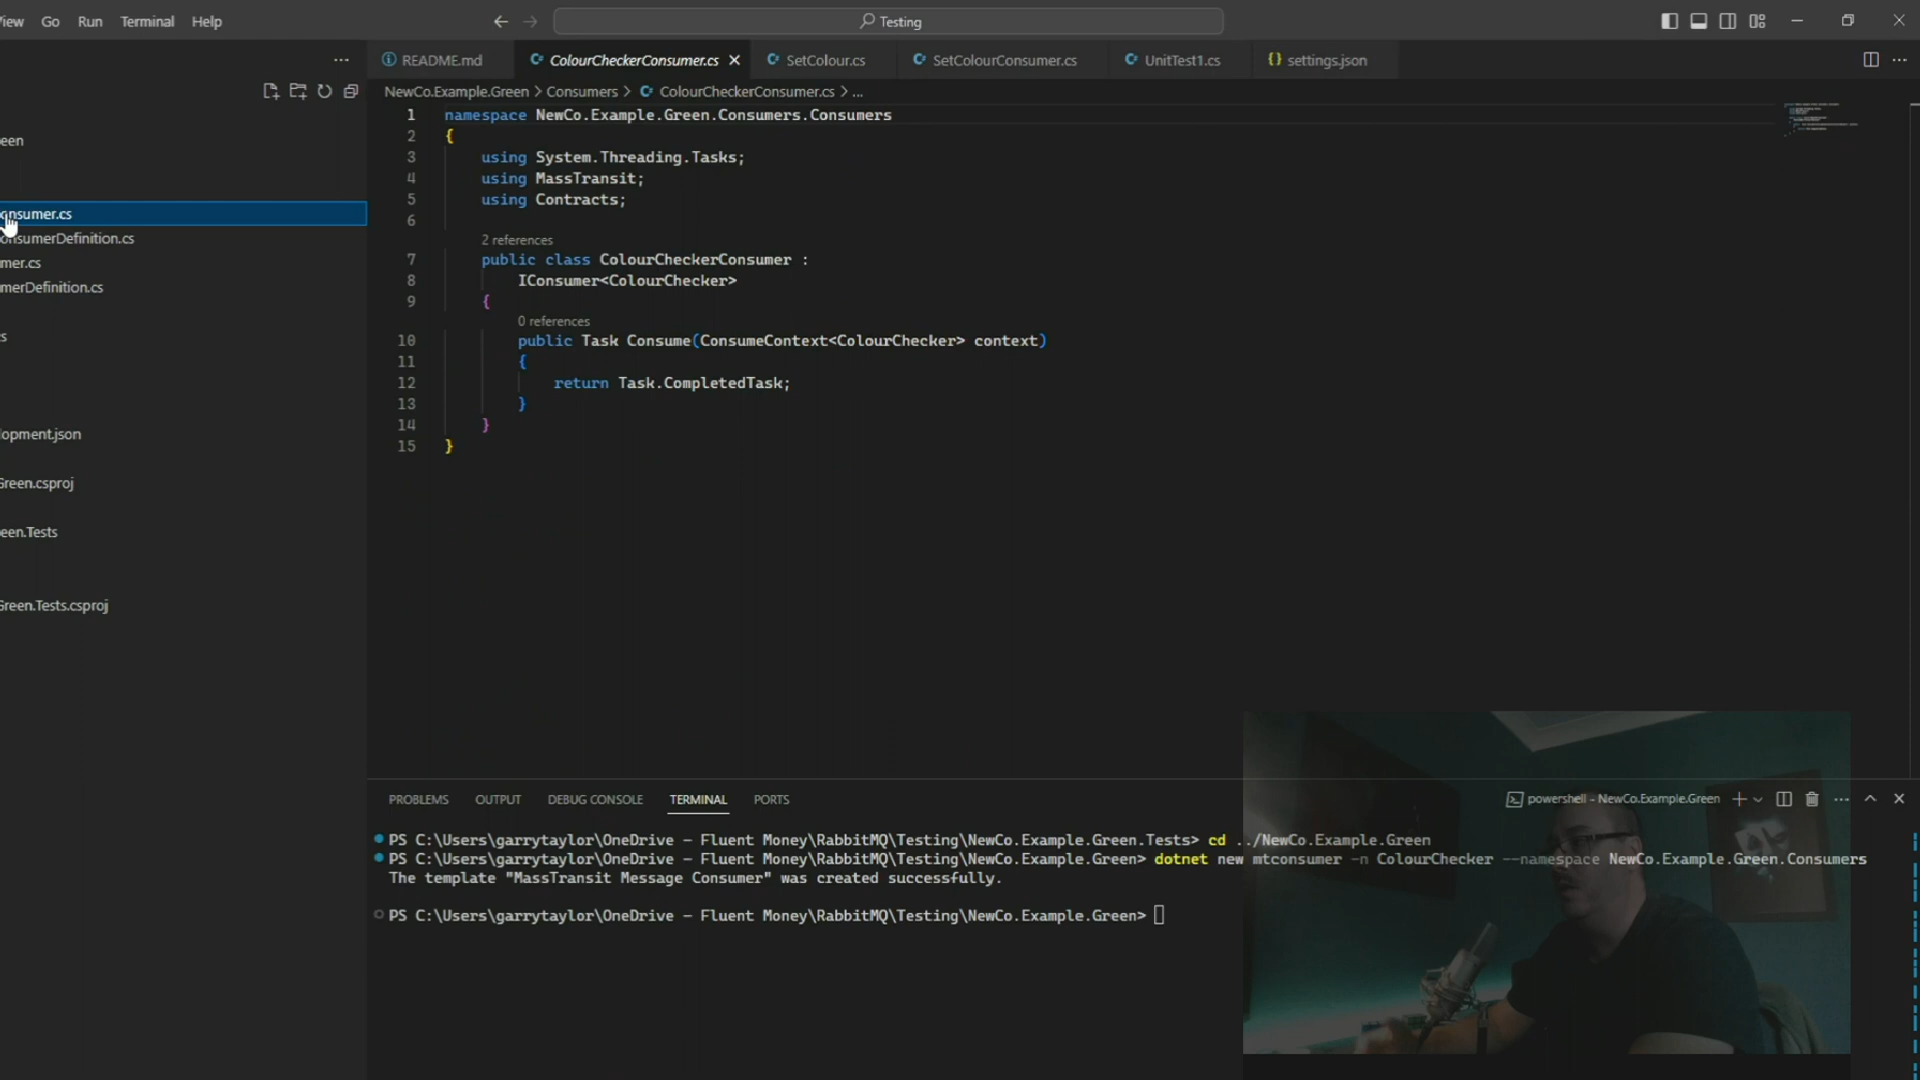 Go Run Terminal Help
Testing
README.md
ColourCheckerConsumer.cs
SetColour.cs
SetColourConsumer.cs
UnitTest1.cs
settings.json
NewCo.Example.Green > Consumers > ColourCheckerConsumer.cs > ...
een
onsumer.cs
onsumerDefinition.cs
mer.cs
merDefinition.cs
s
lopment.json
Green.csproj
een.Tests
Green.Tests.csproj
1 namespace NewCo.Example.Green.Consumers.Consumers
2 {
3 using System.Threading.Tasks;
4 using MassTransit;
5 using Contracts;
6
2 references
7 public class ColourCheckerConsumer :
8 IConsumer<ColourChecker>
9 {
0 references
10 public Task Consume(ConsumeContext<ColourChecker> context)
11 {
12 return Task.CompletedTask;
13 }
14 }
15 }
PROBLEMS OUTPUT DEBUG CONSOLE TERMINAL PORTS
powershell - NewCo.Example.Green
PS C:\Users\garrytaylor\OneDrive - Fluent Money\RabbitMQ\Testing\NewCo.Example.Green.Tests> cd ../NewCo.Example.Green
PS C:\Users\garrytaylor\OneDrive - Fluent Money\RabbitMQ\Testing\NewCo.Example.Green> dotnet new mtconsumer -n ColourChecker --namespace NewCo.Example.Green.Consumers
The template "MassTransit Message Consumer" was created successfully.
PS C:\Users\garrytaylor\OneDrive - Fluent Money\RabbitMQ\Testing\NewCo.Example.Green>